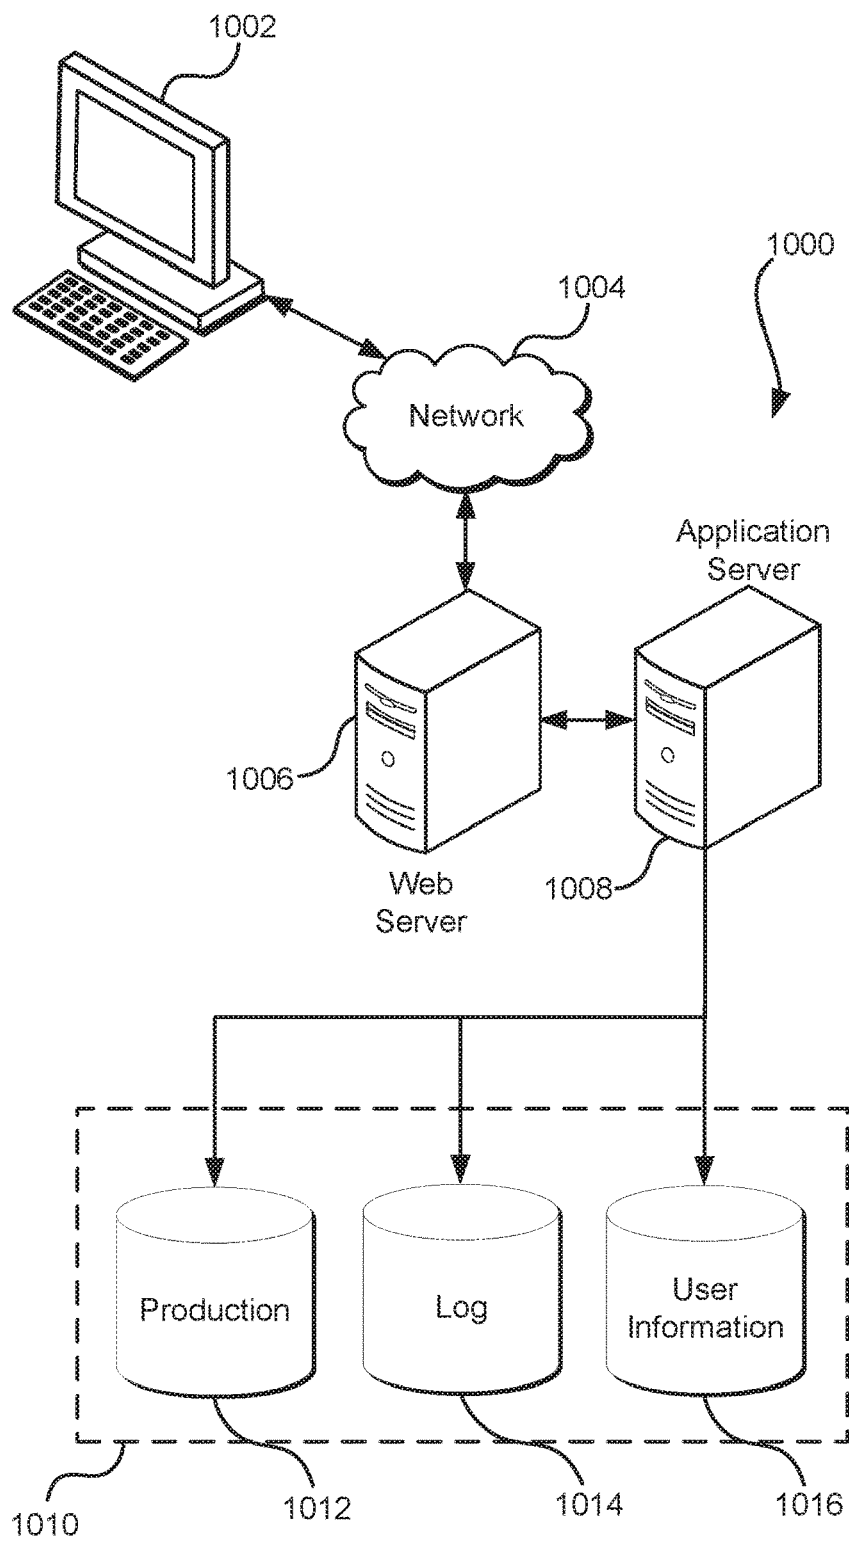 1002
1000
1004
Network
Application
Server
1006
1008
Web
Server
Production
Log
User
Information
1010
1012
1014
1016